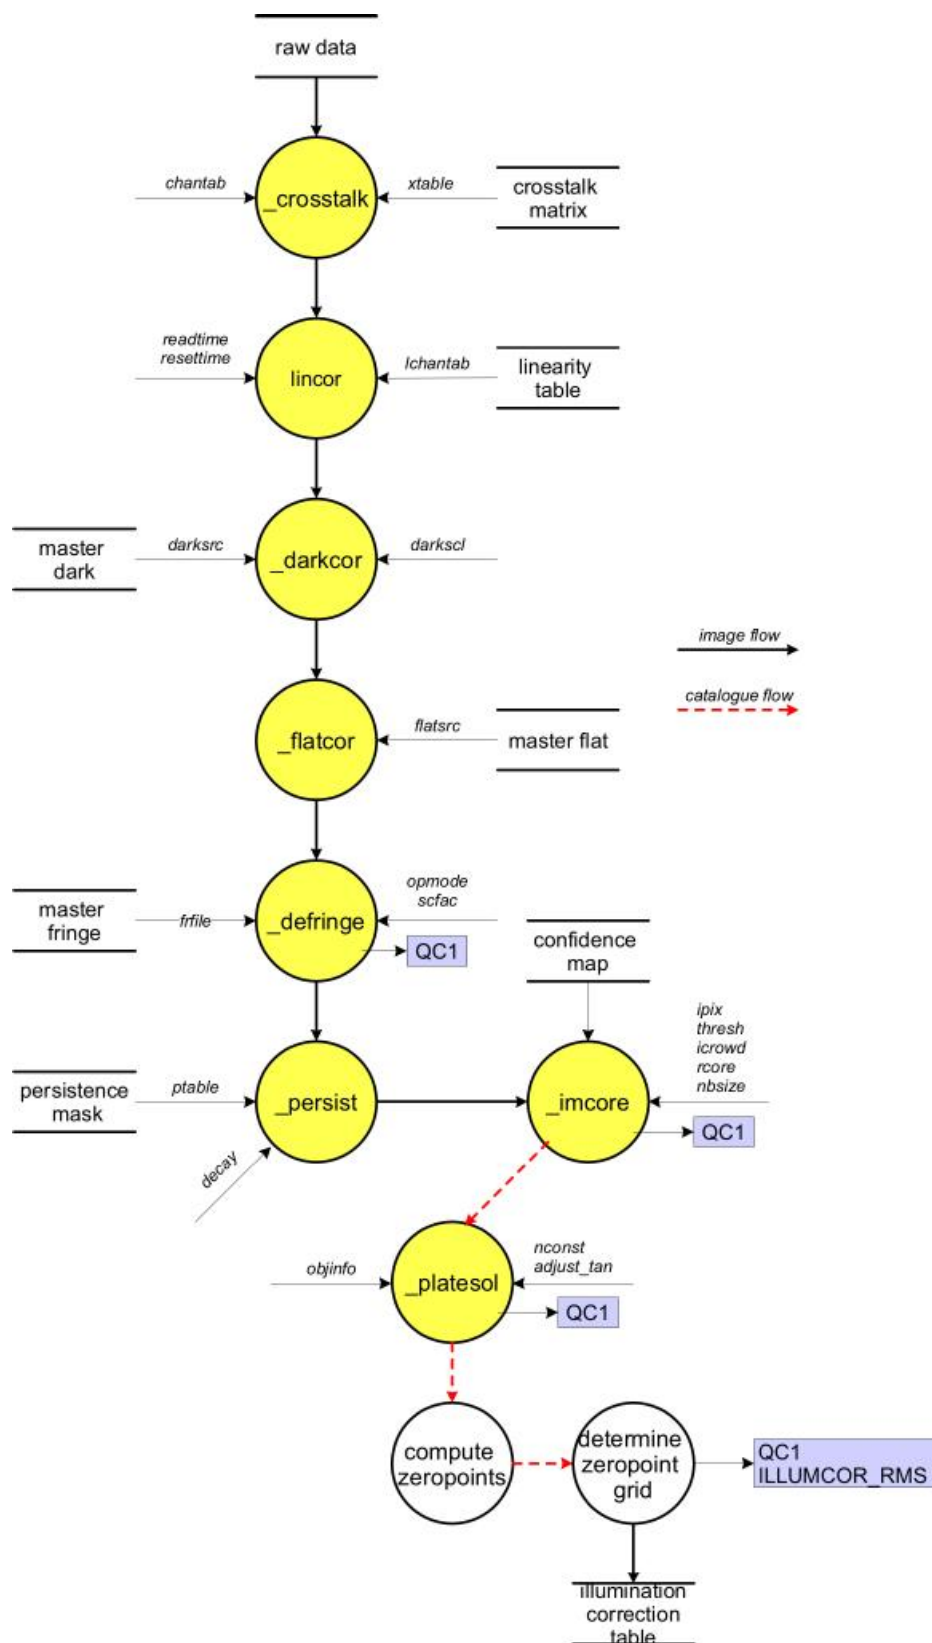 raw data
chantab
_crosstalk
xtable
crosstalk
matrix
readtime
resettime
lincor
lchantab
linearity
table
master
dark
darksrc
_darkcor
darkscl
image flow
catalogue flow
_flatcor
flatsrc
master flat
master
fringe
frfile
_defringe
opmode
scfac
QC1
confidence
map
persistence
mask
ptable
_persist
decay
_imcore
ipix
thresh
icrowd
rcore
nbsize
QC1
objinfo
_platesol
nconst
adjust_tan
QC1
compute
zeropoints
determine
zeropoint
grid
QC1
ILLUMCOR_RMS
illumination
correction
table